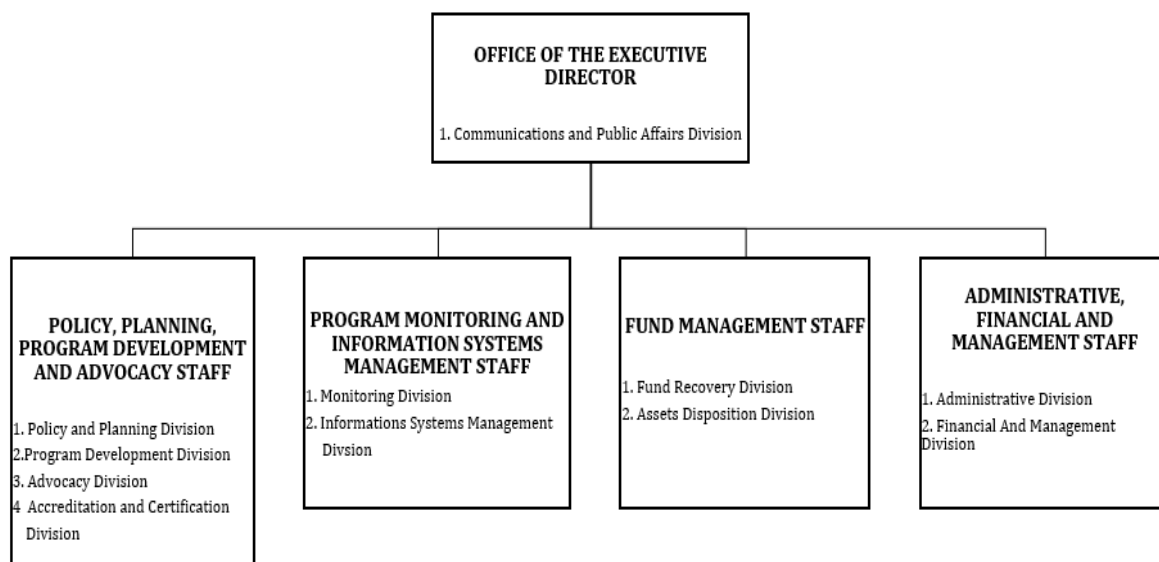 OFFICE OF THE EXECUTIVE
DIRECTOR
1. Communications and Public Affairs Division
POLICY, PLANNING,
PROGRAM DEVELOPMENT
AND ADVOCACY STAFF
1. Policy and Planning Division
2.Program Development Division
3. Advocacy Division
4 Accreditation and Certification
Division
PROGRAM MONITORING AND
INFORMATION SYSTEMS
MANAGEMENT STAFF
1. Monitoring Division
2. Informations Systems Management
Divsion
FUND MANAGEMENT STAFF
1. Fund Recovery Division
2. Assets Disposition Division
ADMINISTRATIVE,
FINANCIAL AND
MANAGEMENT STAFF
1. Administrative Division
2. Financial And Management
Division